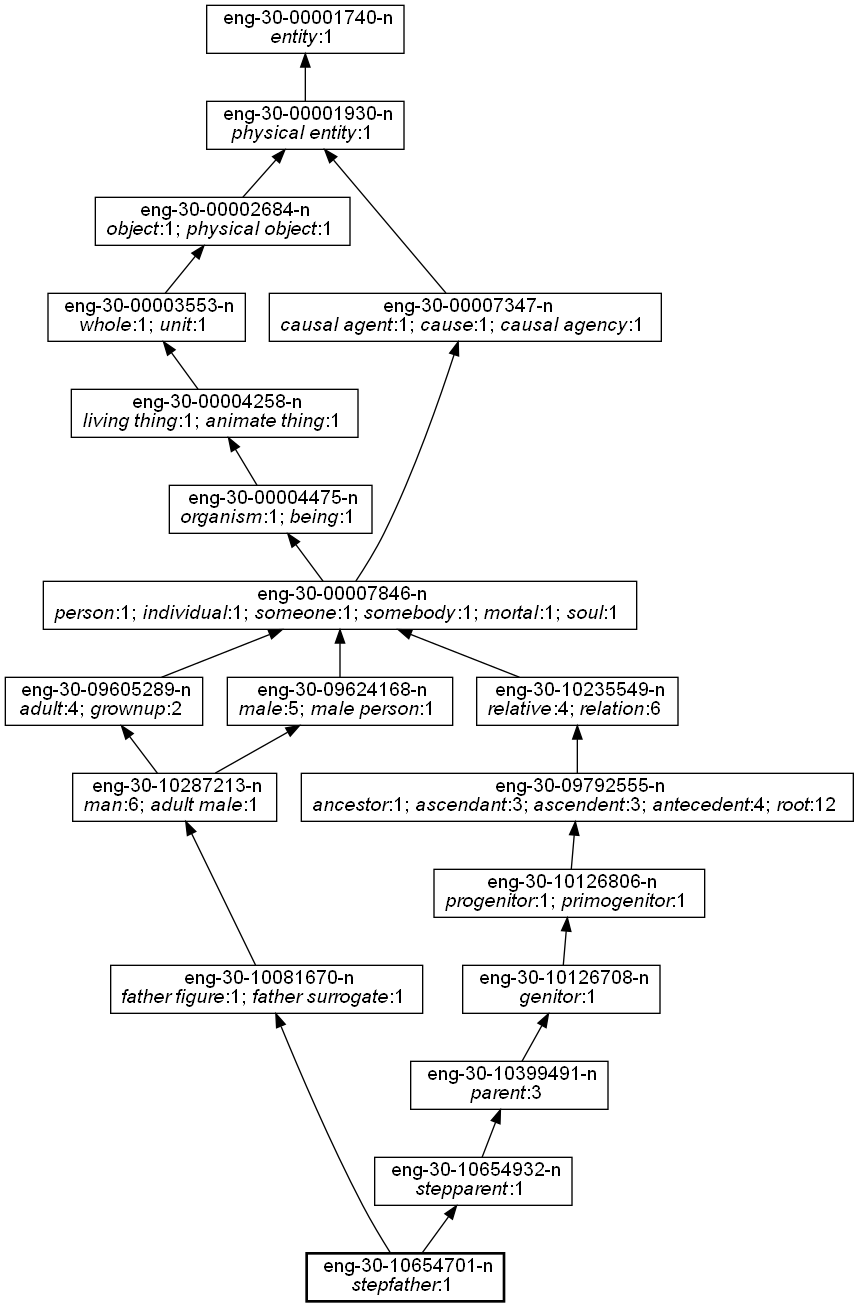 eng-30-00001740-n
entity:1
eng-30-00001930-n
physical entity:1
eng-30-00002684-n
object:1; physical object:1
eng-30-00003553-n
whole:1; unit:1
eng-30-00007347-n
causal agent:1; cause:1; causal agency:1
eng-30-00004258-n
living thing:1; animate thing:1
eng-30-00004475-n
organism:1; being:1
eng-30-00007846-n
person:1; individual:1; someone:1; somebody:1; mortal:1; soul:1
eng-30-09605289-n
adult:4; grownup:2
eng-30-09624168-n
male:5; male person:1
eng-30-10235549-n
relative:4; relation:6
eng-30-10287213-n
man:6; adult male:1
eng-30-09792555-n
ancestor:1; ascendant:3; ascendent:3; antecedent:4; root:12
eng-30-10126806-n
progenitor:1; primogenitor:1
eng-30-10081670-n
father figure:1; father surrogate:1
eng-30-10126708-n
genitor:1
eng-30-10399491-n
parent:3
eng-30-10654932-n
stepparent:1
eng-30-10654701-n
stepfather:1